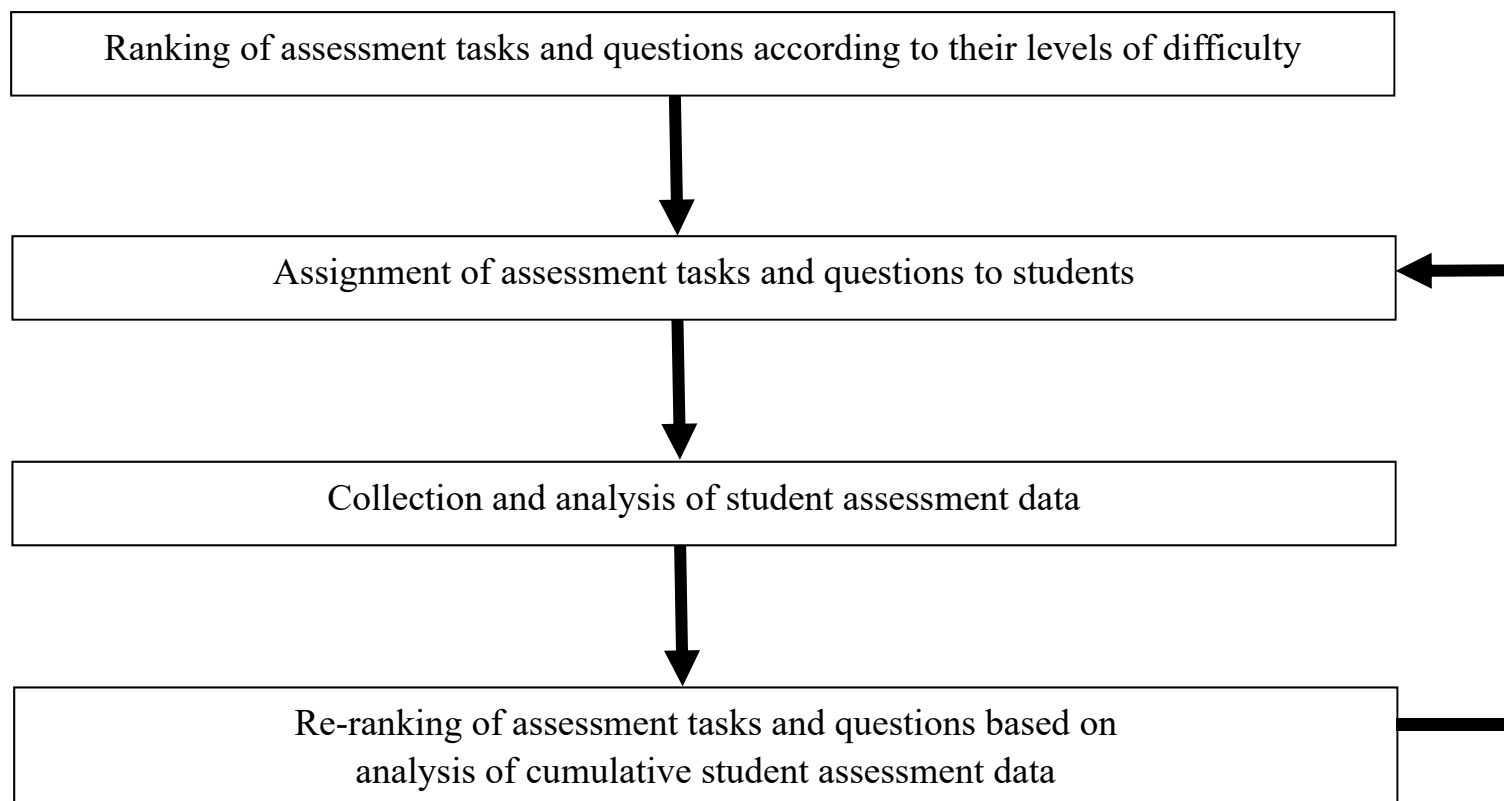 Ranking of assessment tasks and questions according to their levels of difficulty
Assignment of assessment tasks and questions to students
Collection and analysis of student assessment data
Re-ranking of assessment tasks and questions based on
analysis of cumulative student assessment data